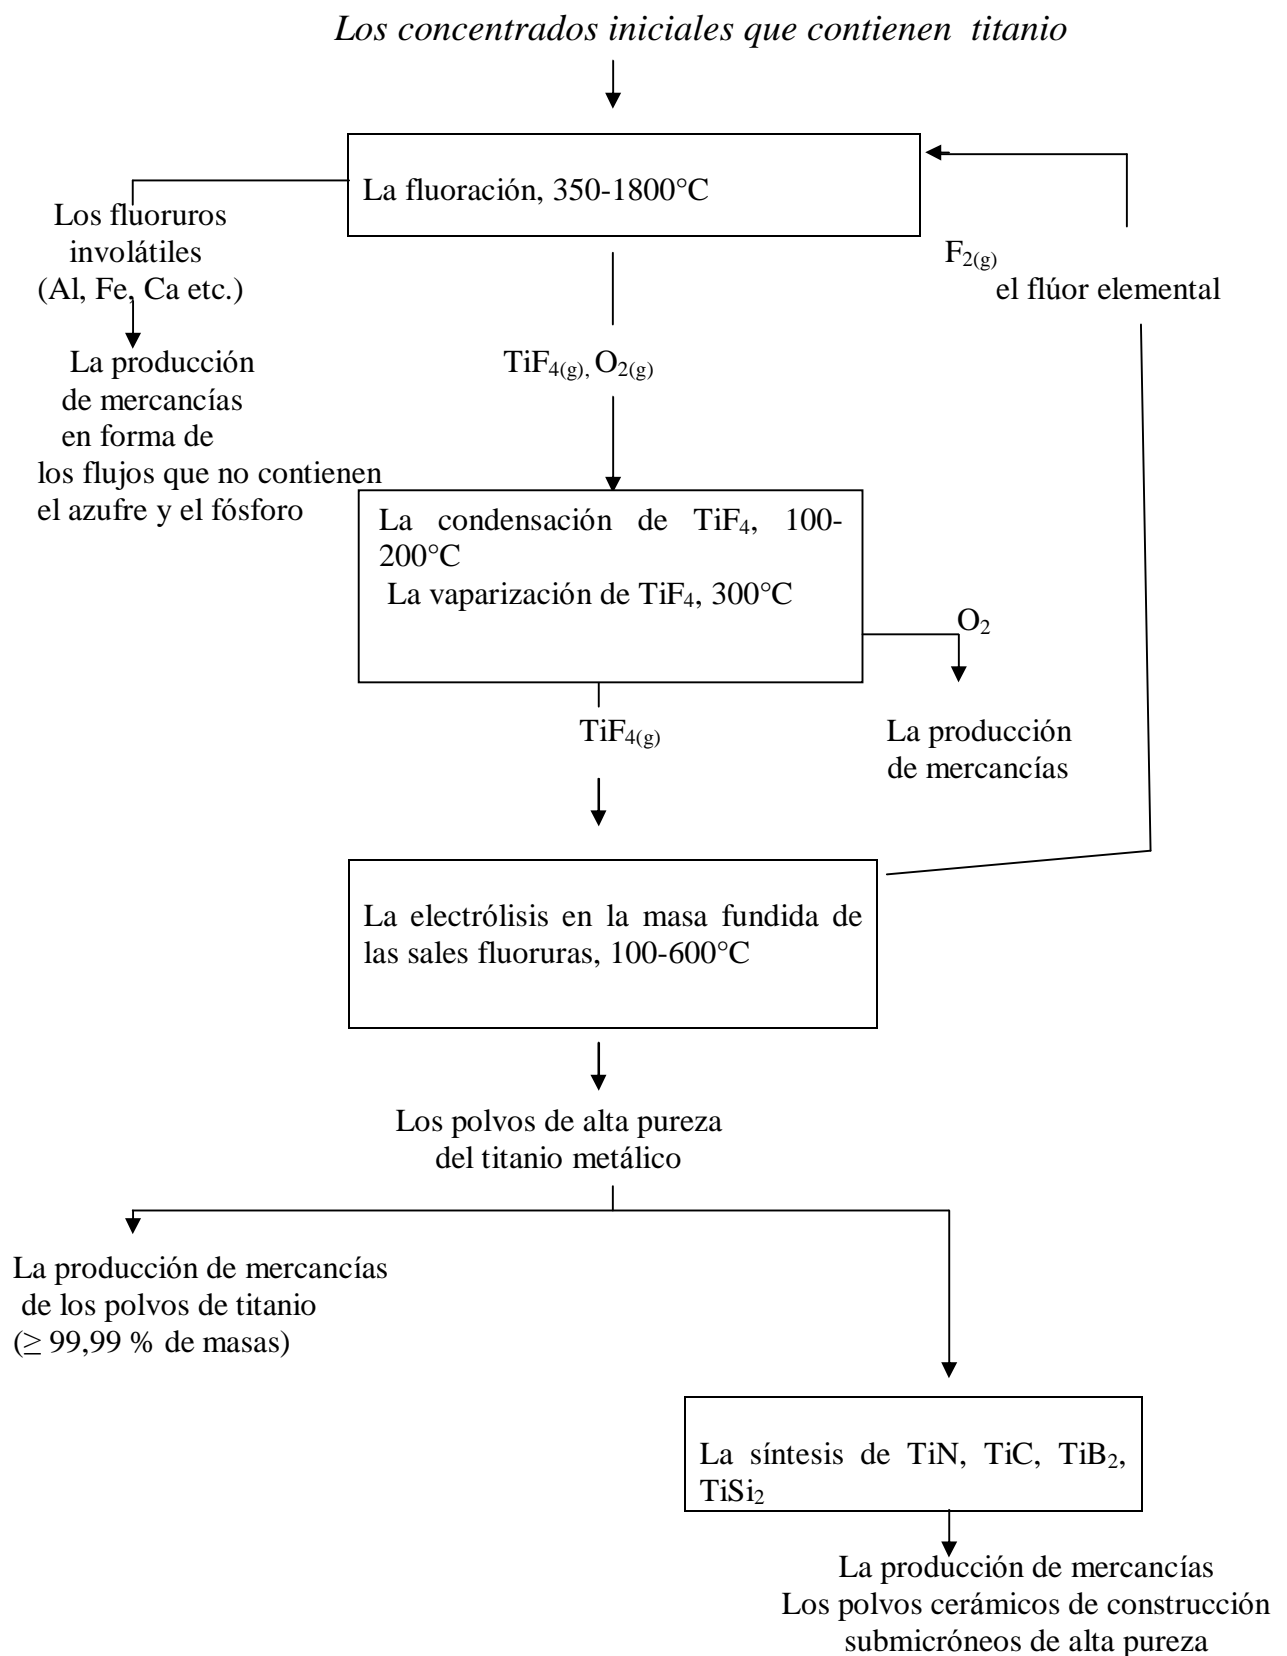 Los concentrados iniciales que contienen titanio
La fluoración, 350-1800°C
Los fluoruros
involátiles
(Al, Fe, Ca etc.)
F2(g)
el flúor elemental
La producción
de mercancías
en forma de
los flujos que no contienen
el azufre y el fósforo
TiF4(g), O2(g)
La condensación de TiF4, 100-
200°C
La vaparización de TiF4, 300°C
O2
La producción
de mercancías
TiF4(g)
La electrólisis en la masa fundida de
las sales fluoruras, 100-600°C
Los polvos de alta pureza
del titanio metálico
La producción de mercancías
de los polvos de titanio
(≥ 99,99 % de masas)
La síntesis de TiN, TiC, TiB2,
TiSi2
La producción de mercancías
Los polvos cerámicos de construcción
submicróneos de alta pureza